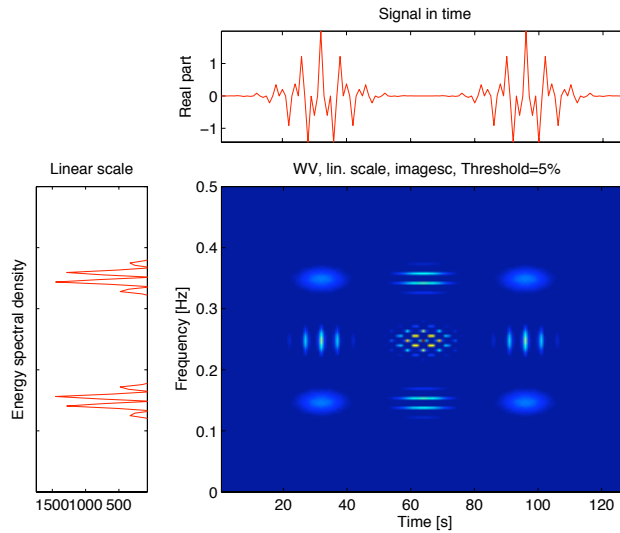 Signal in time
Real part
1
0
−1
Linear scale
WV, lin. scale, imagesc, Threshold=5%
Energy spectral density
1500 1000 500
Frequency [Hz]
0.5
0.4
0.3
0.2
0.1
0
20 40 60 80 100 120
Time [s]